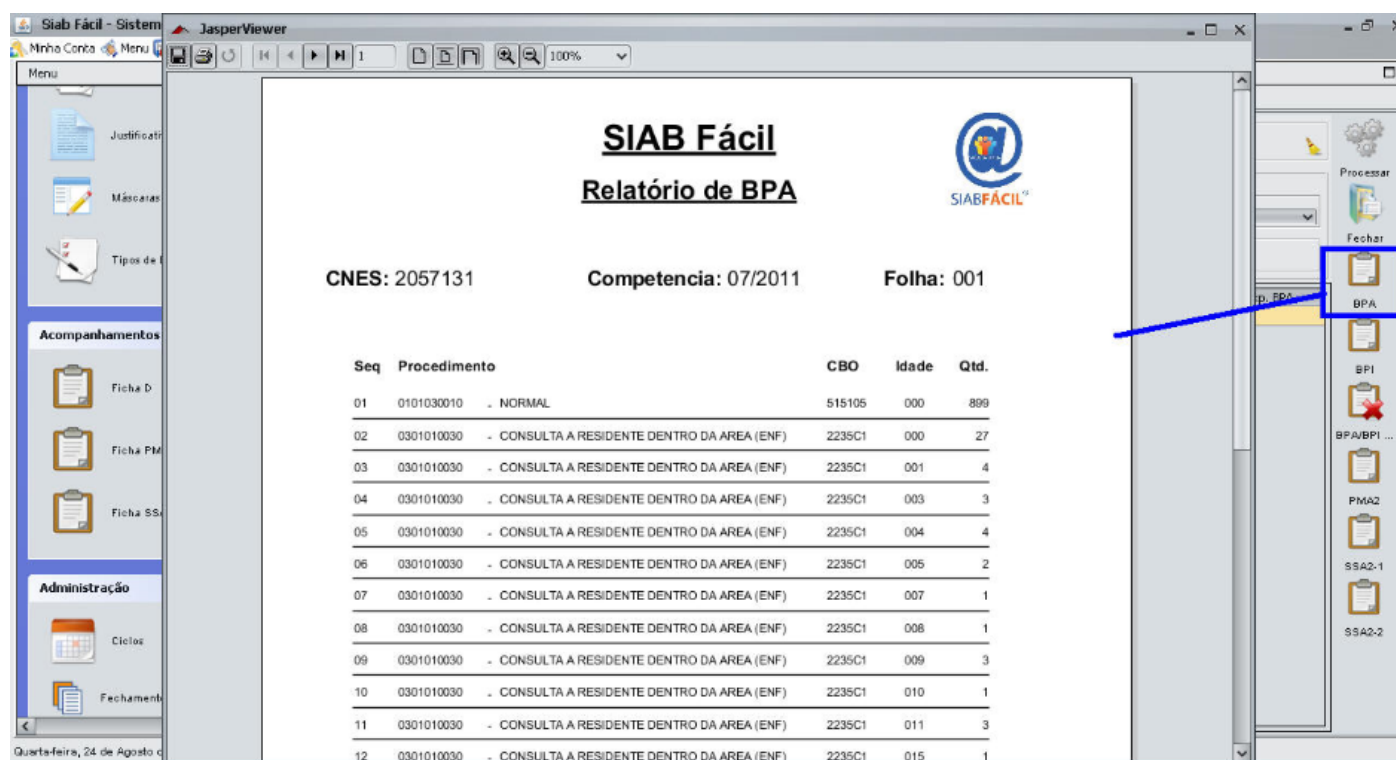 Siab Fácil - Sistem
JasperViewer
Minha Conta Menu
1
100%
Menu
Justificati
Máscaras
Tipos de
Acompanhamentos
Ficha D
Ficha PM
Ficha SS
Administração
Ciclos
Fechament
Quarta-feira, 24 de Agosto
SIAB Fácil
Relatório de BPA
SIABFÁCIL
CNES: 2057131 Competencia: 07/2011 Folha: 001
Seq Procedimento CBO Idade Qtd.
01 0101030010 - NORMAL 515105 000 899
02 0301010030 - CONSULTA A RESIDENTE DENTRO DA AREA (ENF) 2235C1 000 27
03 0301010030 - CONSULTA A RESIDENTE DENTRO DA AREA (ENF) 2235C1 001 4
04 0301010030 - CONSULTA A RESIDENTE DENTRO DA AREA (ENF) 2235C1 003 3
05 0301010030 - CONSULTA A RESIDENTE DENTRO DA AREA (ENF) 2235C1 004 4
06 0301010030 - CONSULTA A RESIDENTE DENTRO DA AREA (ENF) 2235C1 005 2
07 0301010030 - CONSULTA A RESIDENTE DENTRO DA AREA (ENF) 2235C1 007 1
08 0301010030 - CONSULTA A RESIDENTE DENTRO DA AREA (ENF) 2235C1 008 1
09 0301010030 - CONSULTA A RESIDENTE DENTRO DA AREA (ENF) 2235C1 009 3
10 0301010030 - CONSULTA A RESIDENTE DENTRO DA AREA (ENF) 2235C1 010 1
11 0301010030 - CONSULTA A RESIDENTE DENTRO DA AREA (ENF) 2235C1 011 3
12 0301010030 - CONSULTA A RESIDENTE DENTRO DA AREA (ENF) 2235C1 015 1
Processar
Fechar
BPA
BPI
BPA/BPI ...
PMA2
SSA2-1
SSA2-2